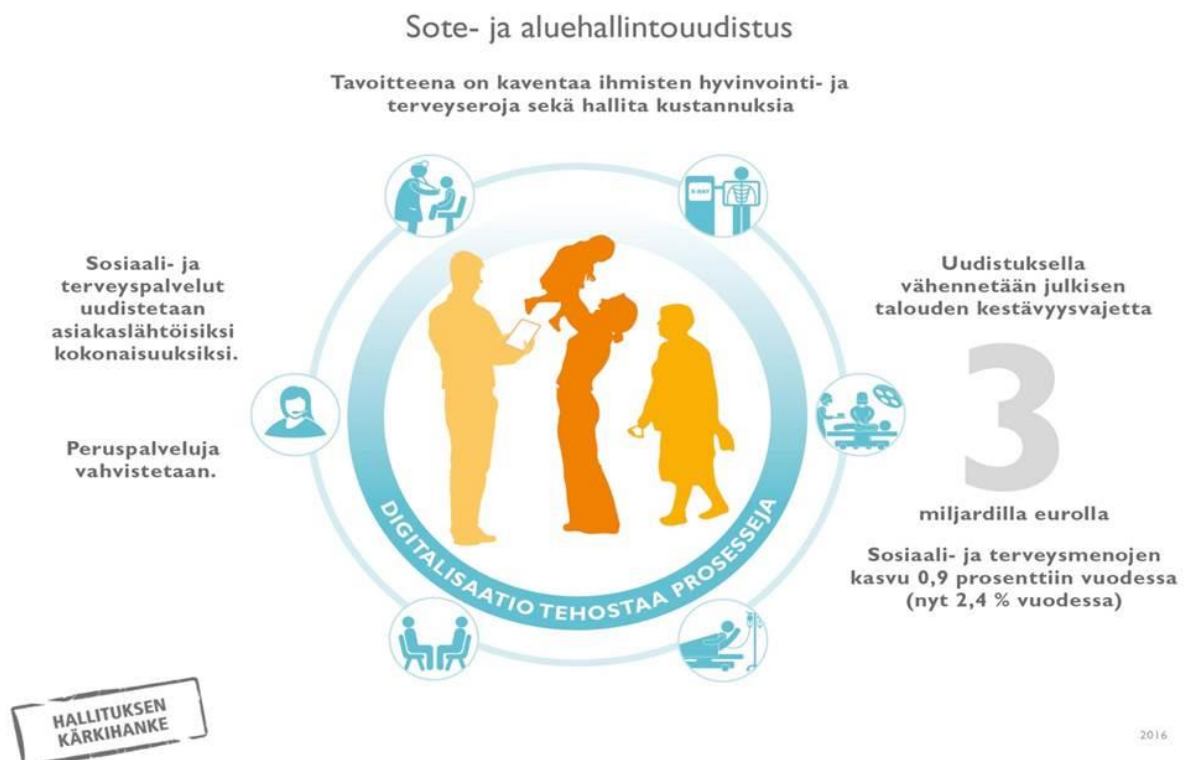 Sote- ja aluehallintouudistus
Tavoitteena on kaventaa ihmisten hyvinvointi- ja
terveyseroja sekä hallita kustannuksia
Sosiaali- ja
terveyspalvelut
uudistetaan
asiakaslähtöisiksi
kokonaisuuksiksi.
Peruspalveluja
vahvistetaan.
X-RAY
DIGITALISAATIO TEHOSTAA PROSESSEJA
Uudistuksella
vähennetään julkisen
talouden kestävyysvajetta
3
miljardilla eurolla
Sosiaali- ja terveysmenojen
kasvu 0,9 prosenttiin vuodessa
(nyt 2,4 % vuodessa)
HALLITUKSEN
KÄRKIHANKE
2016